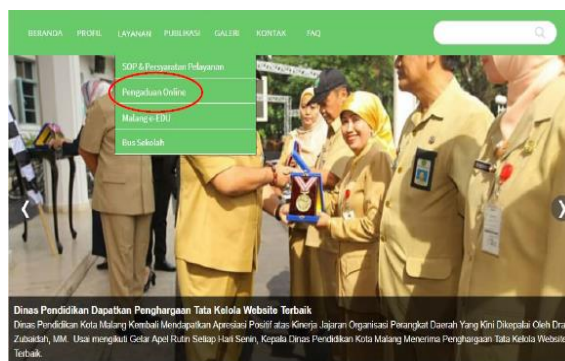 BERANDA PROFIL LAYANAN PUBLIKASI GALERI KONTAK FAQ
SOP & Persyaratan Pelayanan
Pengaduan Online
Malang e-EDU
Bus Sekolah
Dinas Pendidikan Dapatkan Penghargaan Tata Kelola Website Terbaik
Dinas Pendidikan Kota Malang Kembali Mendapatkan Apresiasi Positif atas Kinerja Jajaran Organisasi Perangkat Daerah Yang Kini Dikepalai Oleh Dra
Zubaidah, MM. Usai mengikuti Gelar Apel Rutin Setiap Hari Senin, Kepala Dinas Pendidikan Kota Malang Menerima Penghargaan Tata Kelola Website
Terbaik.